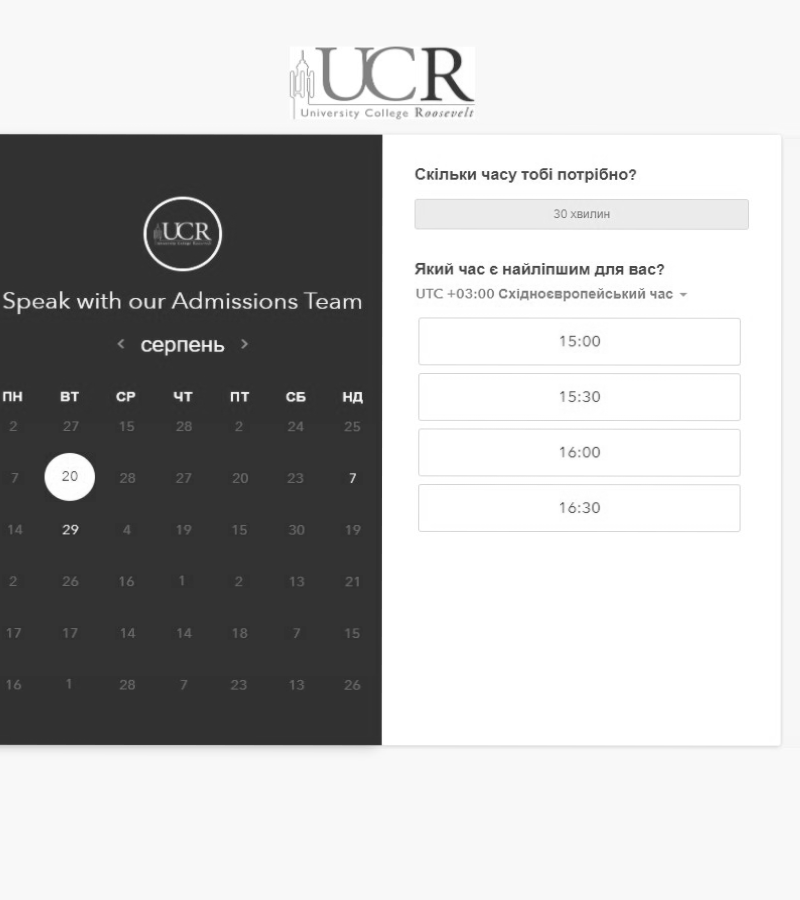 UCR
University College Roosevelt
UCR
Speak with our Admissions Team
серпень
ПН ВТ СР ЧТ ПТ СБ НД
2 27 15 28 2 24 25
7 20 28 27 20 23 7
14 29 4 19 15 30 19
2 26 16 1 2 13 21
17 17 14 14 18 7 15
16 1 28 7 23 13 26
Скільки часу тобі потрібно?
30 хвилин
Який час є найліпшим для вас?
UTC +03:00 Східноєвропейський час
15:00
15:30
16:00
16:30